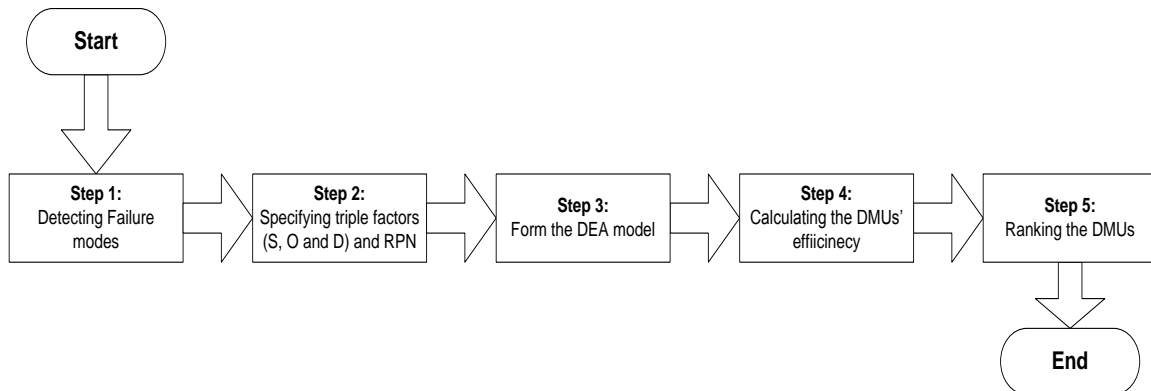 Start
Step 1:
Detecting Failure
modes
Step 2:
Specifying triple factors
(S, O and D) and RPN
Step 3:
Form the DEA model
Step 4:
Calculating the DMUs'
effiicinecy
Step 5:
Ranking the DMUs
End